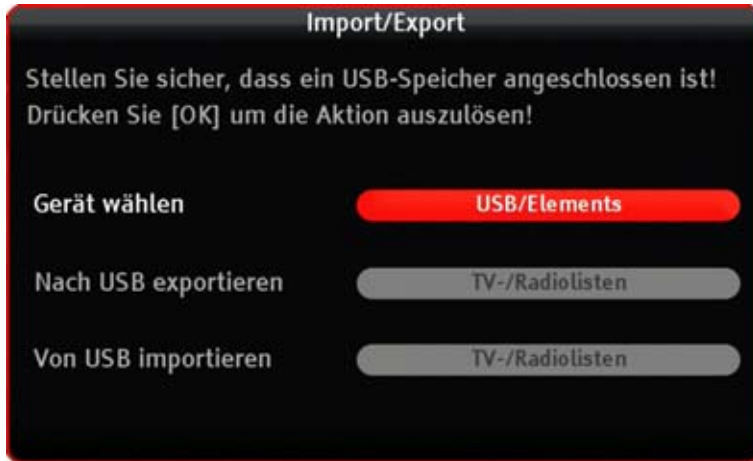 Import/Export
Stellen Sie sicher, dass ein USB-Speicher angeschlossen ist!
Drücken Sie [OK] um die Aktion auszulösen!
Gerät wählen USB/Elements
Nach USB exportieren TV-/Radiolisten
Von USB importieren TV-/Radiolisten